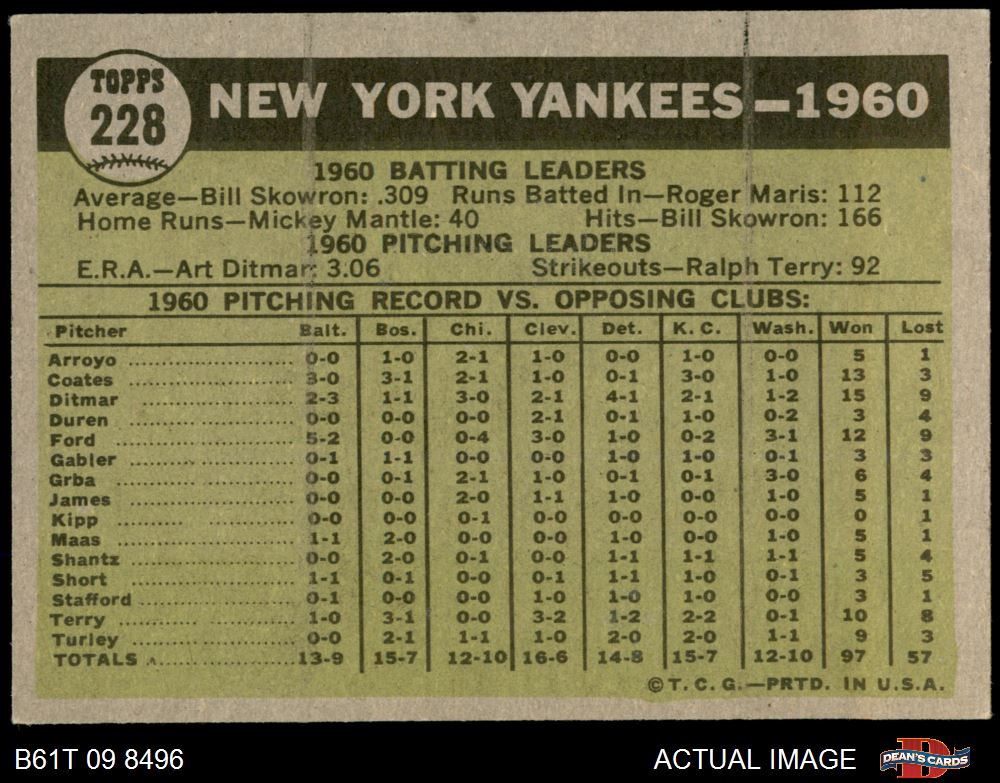 TOPPS
228
NEW YORK YANKEES—1960
1960 BATTING LEADERS
Average—Bill Skowron: .309 Runs Batted In—Roger Maris: 112
Home Runs—Mickey Mantle: 40 Hits—Bill Skowron: 166
1960 PITCHING LEADERS
E.R.A.—Art Ditmar: 3.06 Strikeouts—Ralph Terry: 92
1960 PITCHING RECORD VS. OPPOSING CLUBS:
Pitcher Balt. Bos. Chi. Clev. Det. K. C. Wash. Won Lost
Arroyo 0-0 1-0 2-1 1-0 0-0 1-0 0-0 5 1
Coates 3-0 3-1 2-1 1-0 0-1 3-0 1-0 13 3
Ditmar 2-3 1-1 3-0 2-1 4-1 2-1 1-2 15 9
Duren 0-0 0-0 0-0 2-1 0-1 1-0 0-2 3 4
Ford 5-2 0-0 0-4 3-0 1-0 0-2 3-1 12 9
Gabler 0-1 1-1 0-0 0-0 1-0 1-0 0-1 3 3
Grba 0-0 0-1 2-1 1-0 0-1 0-1 3-0 6 4
James 0-0 0-0 2-0 1-1 1-0 0-0 1-0 5 1
Kipp 0-0 0-0 0-1 0-0 0-0 0-0 0-0 0 1
Maas 1-1 2-0 0-0 0-0 1-0 0-0 1-0 5 1
Shantz 0-0 2-0 0-1 0-0 1-1 1-1 1-1 5 4
Short 1-1 0-1 0-0 0-1 1-1 1-0 0-1 3 5
Stafford 0-1 0-0 0-0 1-0 1-0 1-0 0-0 3 1
Terry 1-0 3-1 0-0 3-2 1-2 2-2 0-1 10 8
Turley 0-0 2-1 1-1 1-0 2-0 2-0 1-1 9 3
TOTALS 13-9 15-7 12-10 16-6 14-8 15-7 12-10 97 57
© T. C. G.—PRTD. IN U.S.A.
B61T 09 8496 ACTUAL IMAGE DEAN'S CARDS